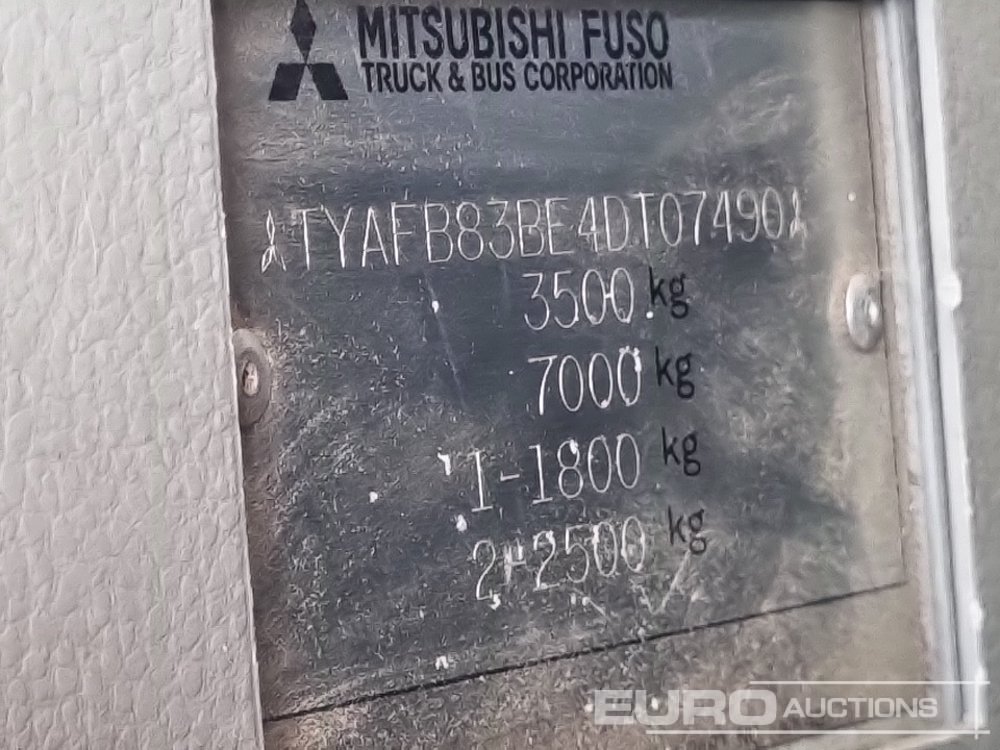 MITSUBISHI FUSO
TRUCK & BUS CORPORATION
TYAFB83BE4DT07490
3500 kg
7000 kg
1-1800 kg
2-2500 kg
EURO AUCTIONS